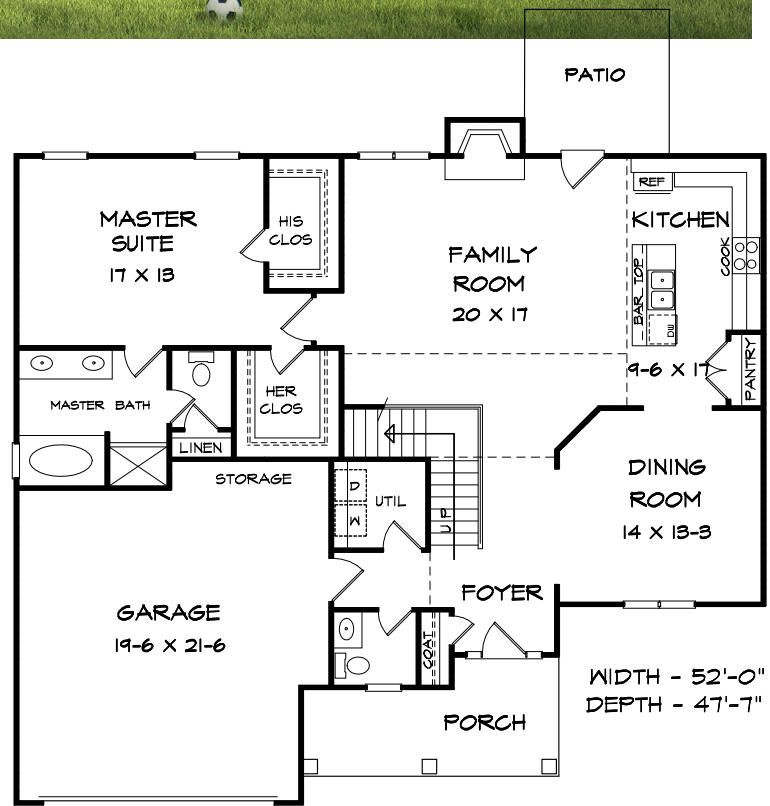 PATIO
REF
MASTER
SUITE
17 X 13
HIS
CLOS
FAMILY
ROOM
20 X 17
KITCHEN
COOK
BAR TOP
DW
9-6 X 17
PANTRY
MASTER BATH
HER
CLOS
LINEN
STORAGE
D
W
UTIL
UP
DINING
ROOM
14 X 13-3
FOYER
GARAGE
19-6 X 21-6
COAT
PORCH
WIDTH - 52'-0"
DEPTH - 47'-7"